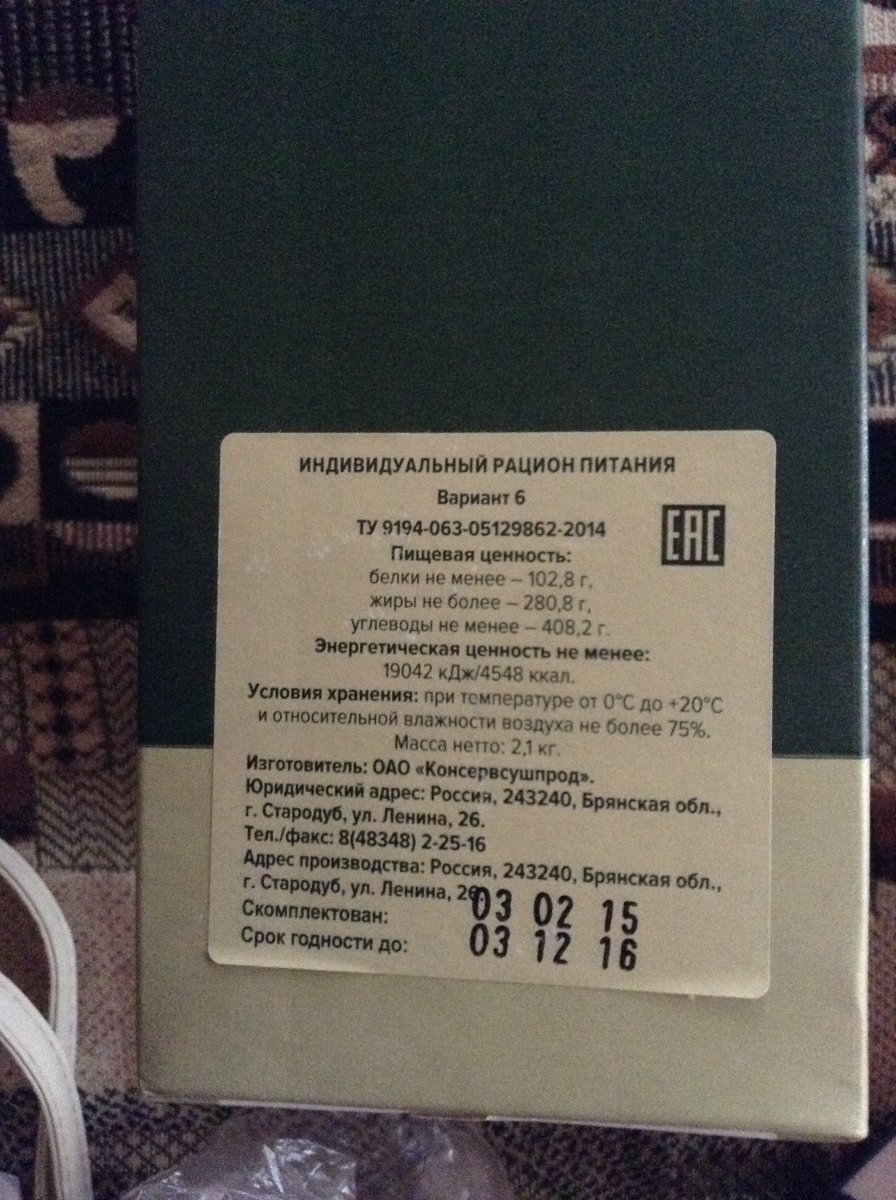 ИНДИВИДУАЛЬНЫЙ РАЦИОН ПИТАНИЯ
Вариант 6
ТУ 9194-063-05129862-2014
EAC
Пищевая ценность:
белки не менее – 102,8 г,
жиры не более – 280,8 г,
углеводы не менее – 408,2 г.
Энергетическая ценность не менее:
19042 кДж/4548 ккал.
Условия хранения: при температуре от 0°С до +20°С
и относительной влажности воздуха не более 75%.
Масса нетто: 2,1 кг.
Изготовитель: ОАО «Консервсушпрод».
Юридический адрес: Россия, 243240, Брянская обл.,
г. Стародуб, ул. Ленина, 26.
Тел./факс: 8(48348) 2-25-16
Адрес производства: Россия, 243240, Брянская обл.,
г. Стародуб, ул. Ленина, 26
Скомплектован: 03 02 15
Срок годности до: 03 12 16